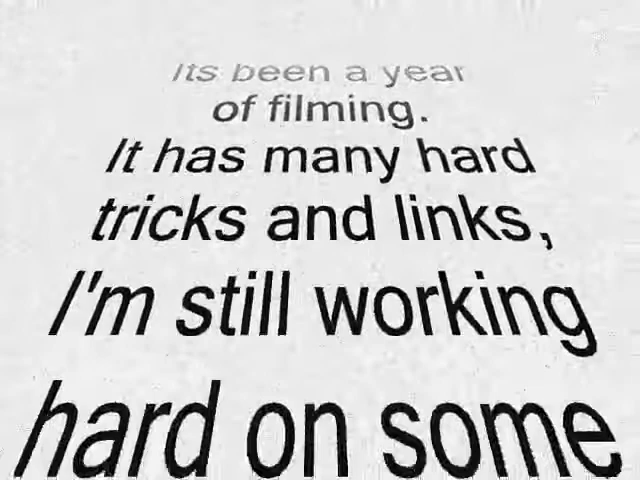 Its been a year
of filming.
It has many hard
tricks and links,
I'm still working
hard on some